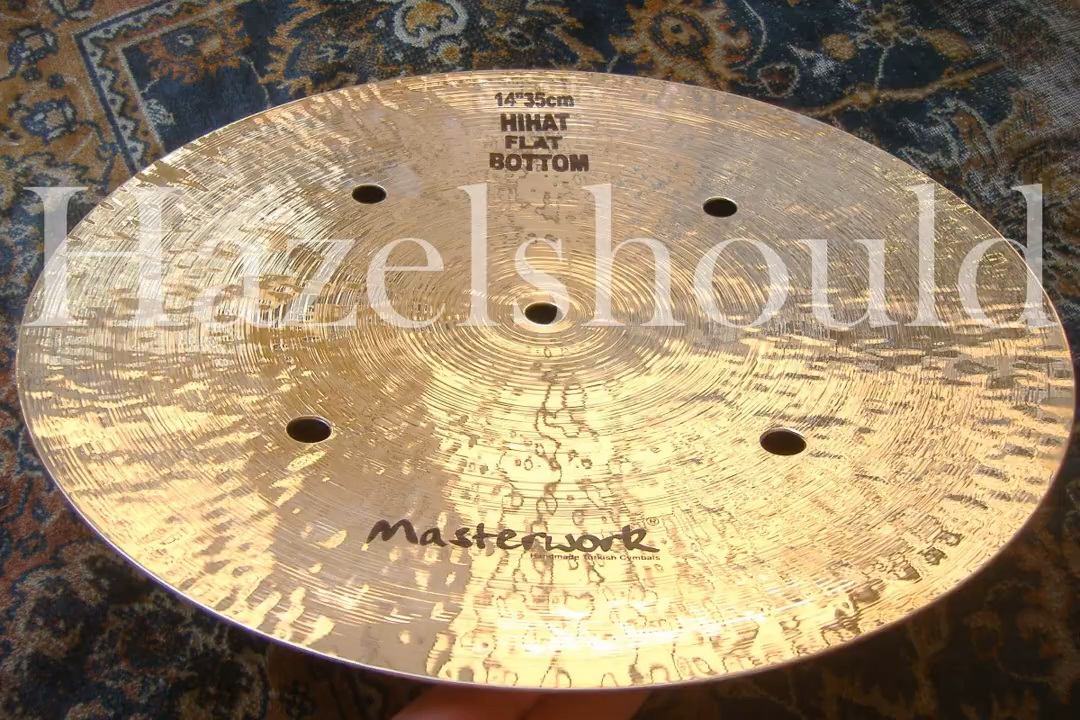 14"35cm
HIHAT
FLAT
BOTTOM
Hazelshould
Masterwork®
Handmade Turkish Cymbals